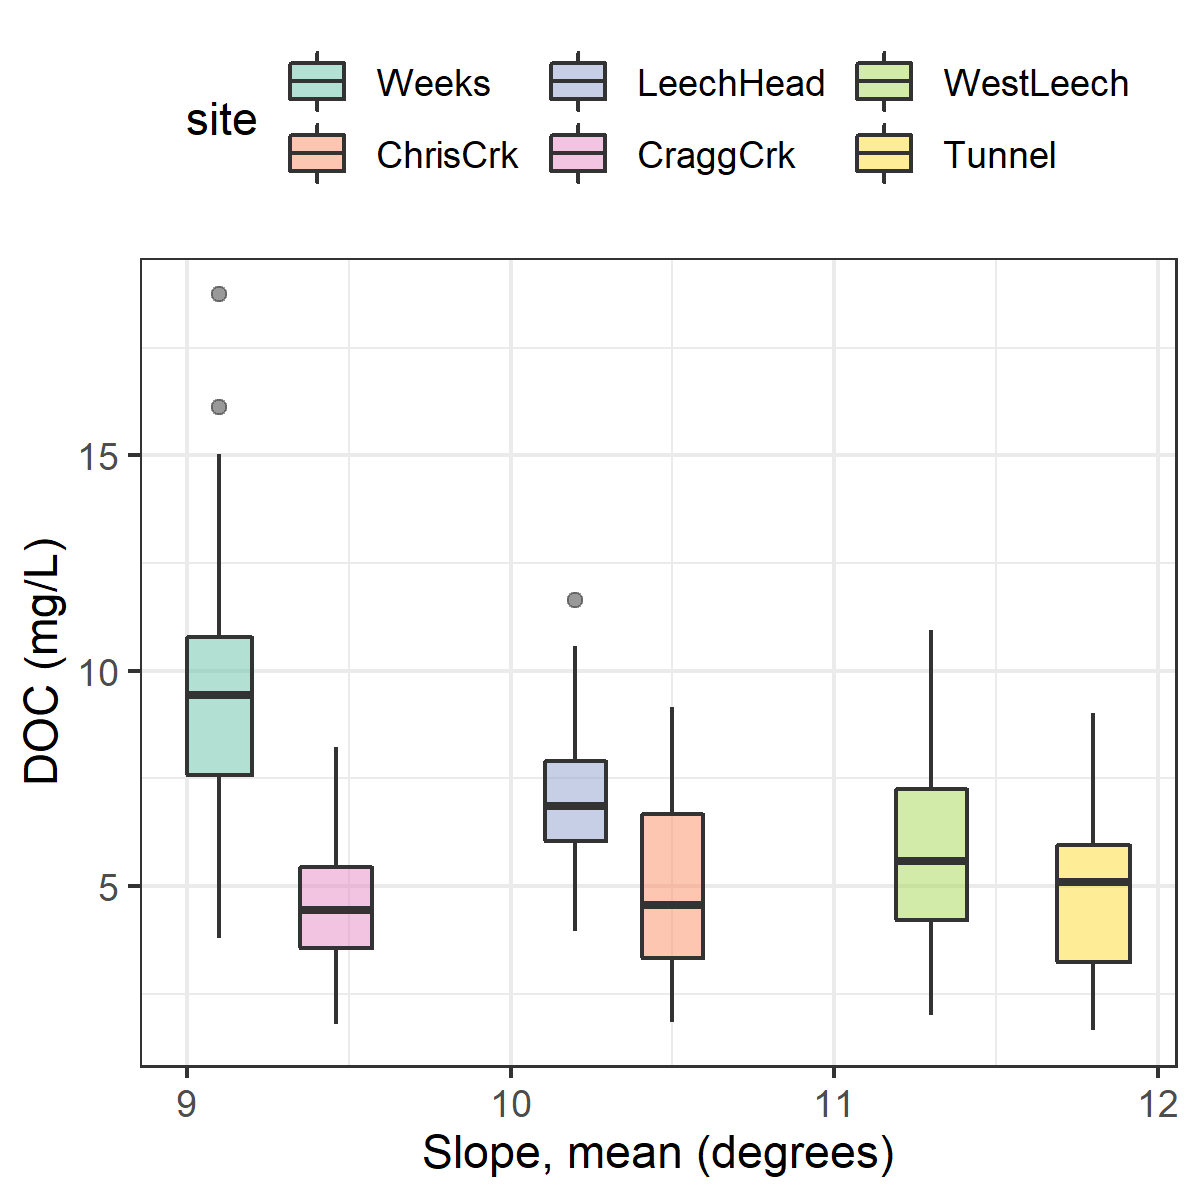 site
Weeks LeechHead WestLeech
ChrisCrk CraggCrk Tunnel
DOC (mg/L)
15
10
5
9 10 11 12
Slope, mean (degrees)